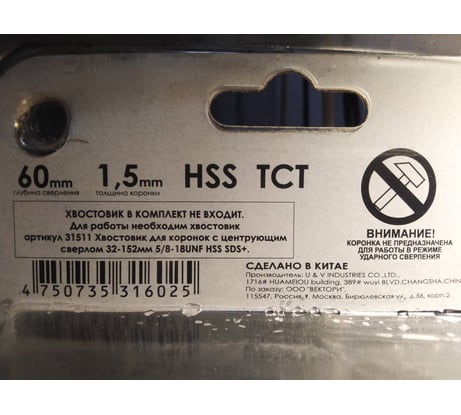 60mm 1,5mm HSS TCT
глубина сверления толщина коронки
ХВОСТОВИК В КОМПЛЕКТ НЕ ВХОДИТ.
Для работы необходим хвостовик
артикул 31511 Хвостовик для коронок с центрующим
сверлом 32-152мм 5/8-18UNF HSS SDS+.
ВНИМАНИЕ!
КОРОНКА НЕ ПРЕДНАЗНАЧЕНА
ДЛЯ РАБОТЫ В РЕЖИМЕ
УДАРНОГО СВЕРЛЕНИЯ
4 750735 316025
СДЕЛАНО В КИТАЕ
Производитель: U & V INDUSTRIES CO.,LTD.
1716# HUAMEIOU building, 389# wuyi BLVD,CHANGSHA,CHINA
По заказу: ООО "ВЕКТОРИ".
115547, Россия, г. Москва, Бирюлевская ул., д.56, корп.2